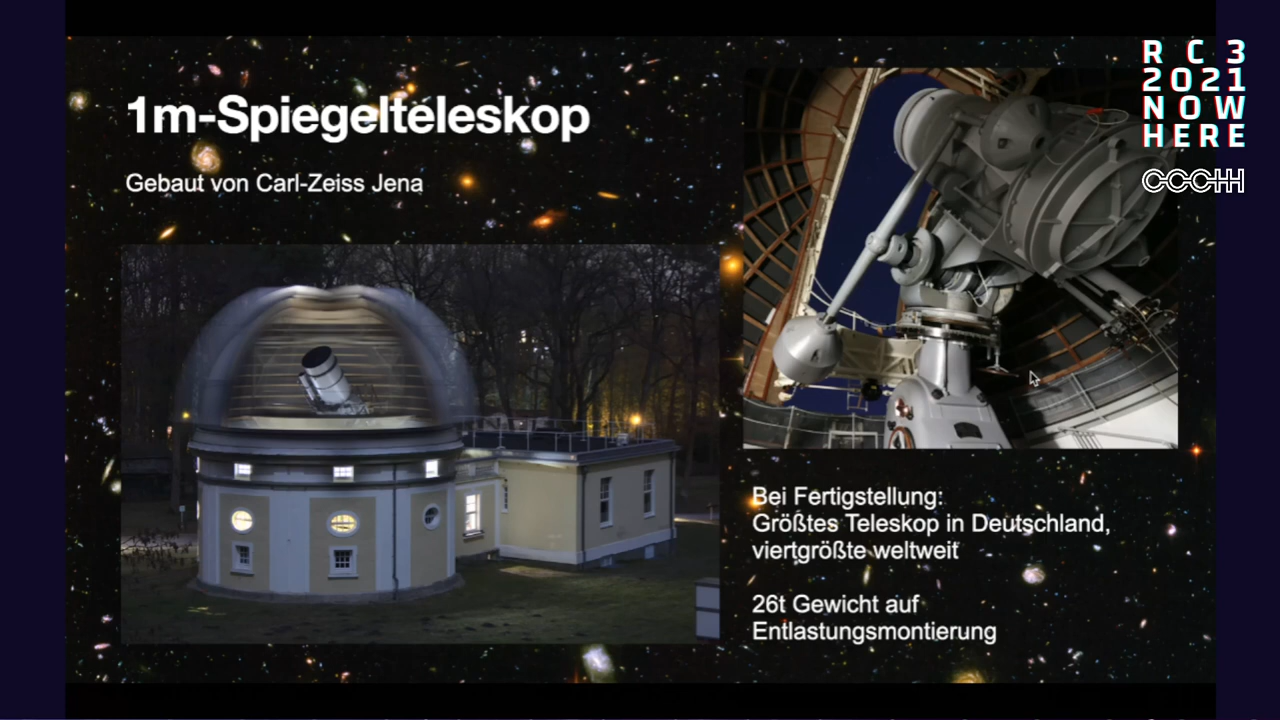 1m-Spiegelteleskop
Gebaut von Carl-Zeiss Jena
Bei Fertigstellung:
Größtes Teleskop in Deutschland,
viertgrößte weltweit
26t Gewicht auf
Entlastungsmontierung
R C 3
2021
NOW
HERE
CCCHH